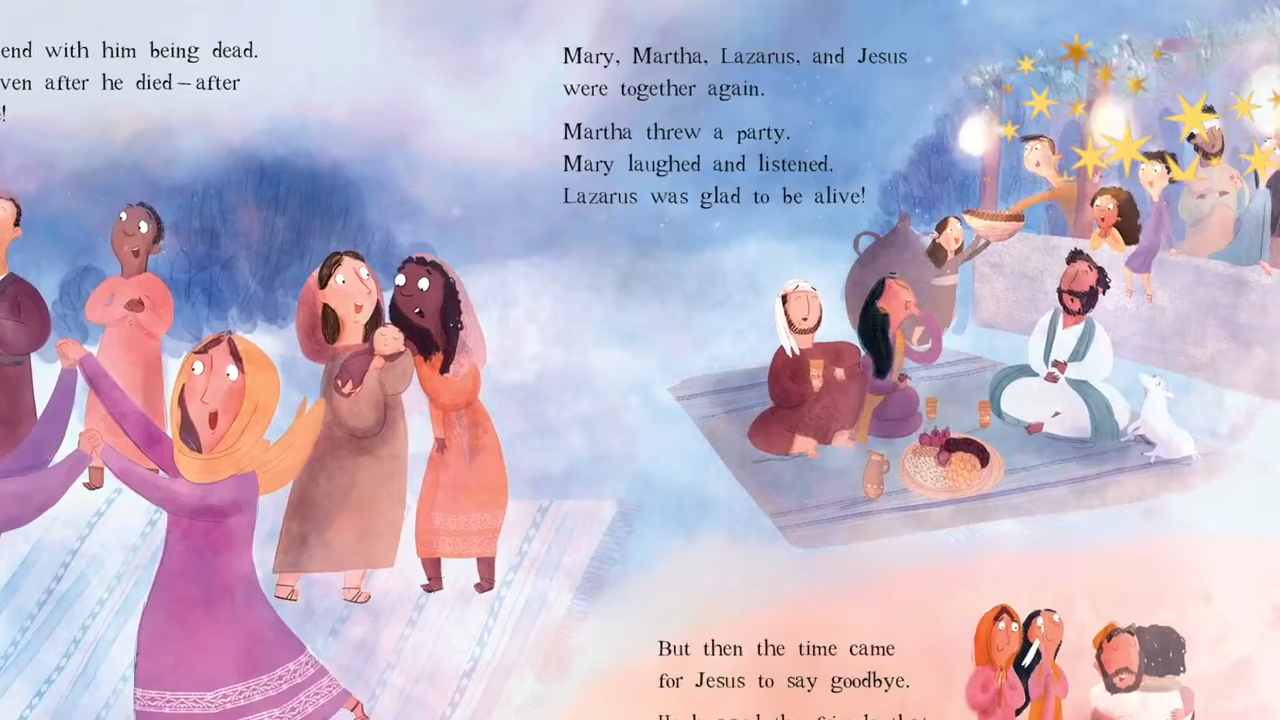 end with him being dead.
ven after he died – after
!
Mary, Martha, Lazarus, and Jesus
were together again.
Martha threw a party.
Mary laughed and listened.
Lazarus was glad to be alive!
But then the time came
for Jesus to say goodbye.